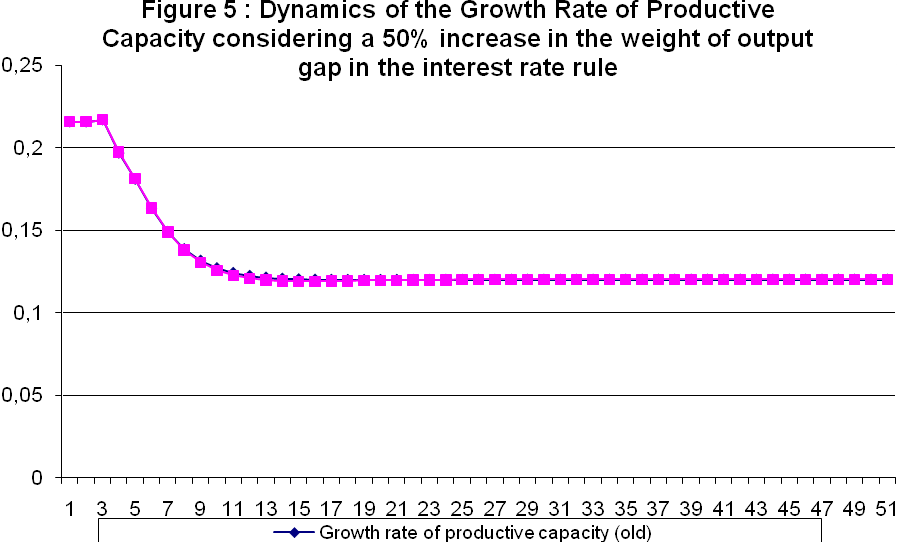 Figure 5 : Dynamics of the Growth Rate of Productive
Capacity considering a 50% increase in the weight of output
gap in the interest rate rule
0,25
0,2
0,15
0,1
0,05
0
1 3 5 7 9 11 13 15 17 19 21 23 25 27 29 31 33 35 37 39 41 43 45 47 49 51
Growth rate of productive capacity (old)